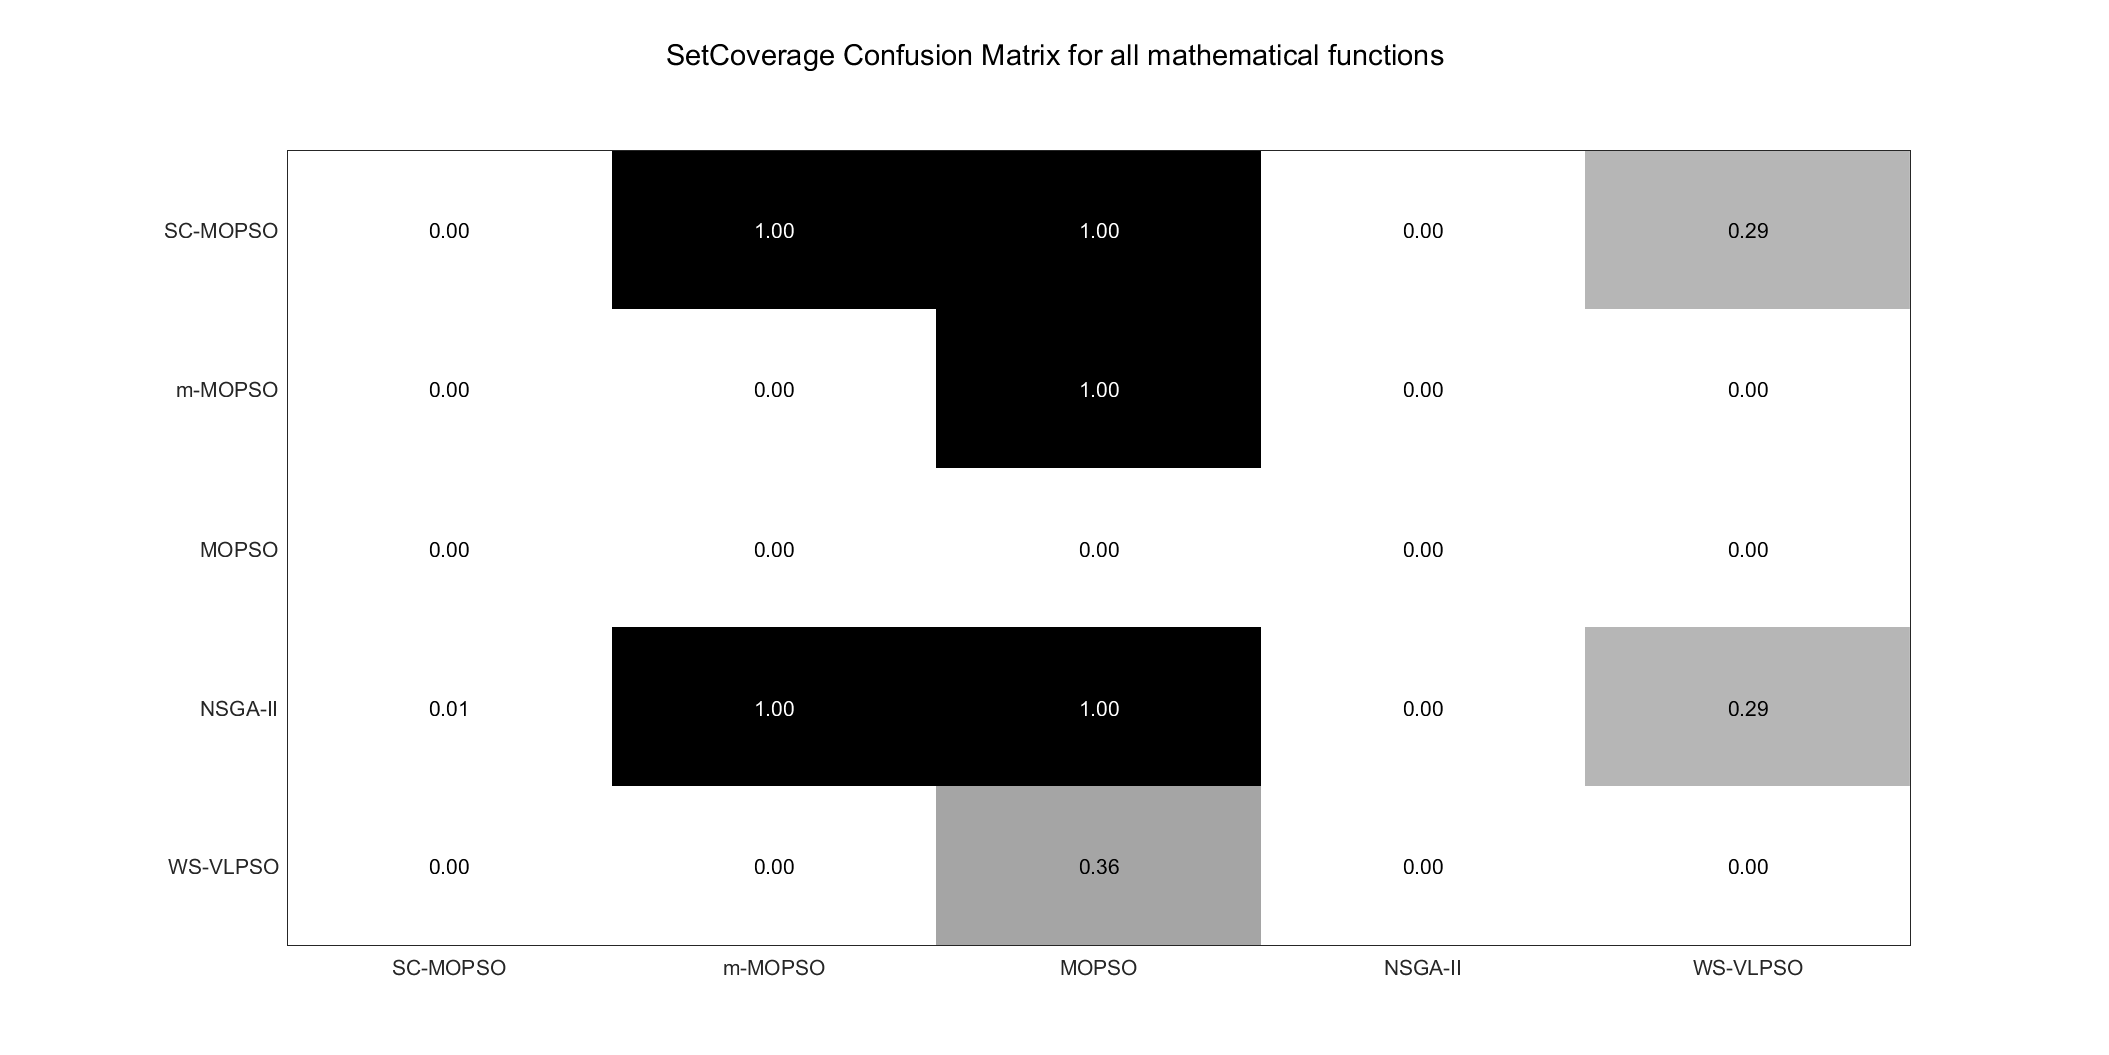 SetCoverage Confusion Matrix for all mathematical functions
SC-MOPSO 0.00 1.00 1.00 0.00 0.29
m-MOPSO 0.00 0.00 1.00 0.00 0.00
MOPSO 0.00 0.00 0.00 0.00 0.00
NSGA-II 0.01 1.00 1.00 0.00 0.29
WS-VLPSO 0.00 0.00 0.36 0.00 0.00
SC-MOPSO m-MOPSO MOPSO NSGA-II WS-VLPSO